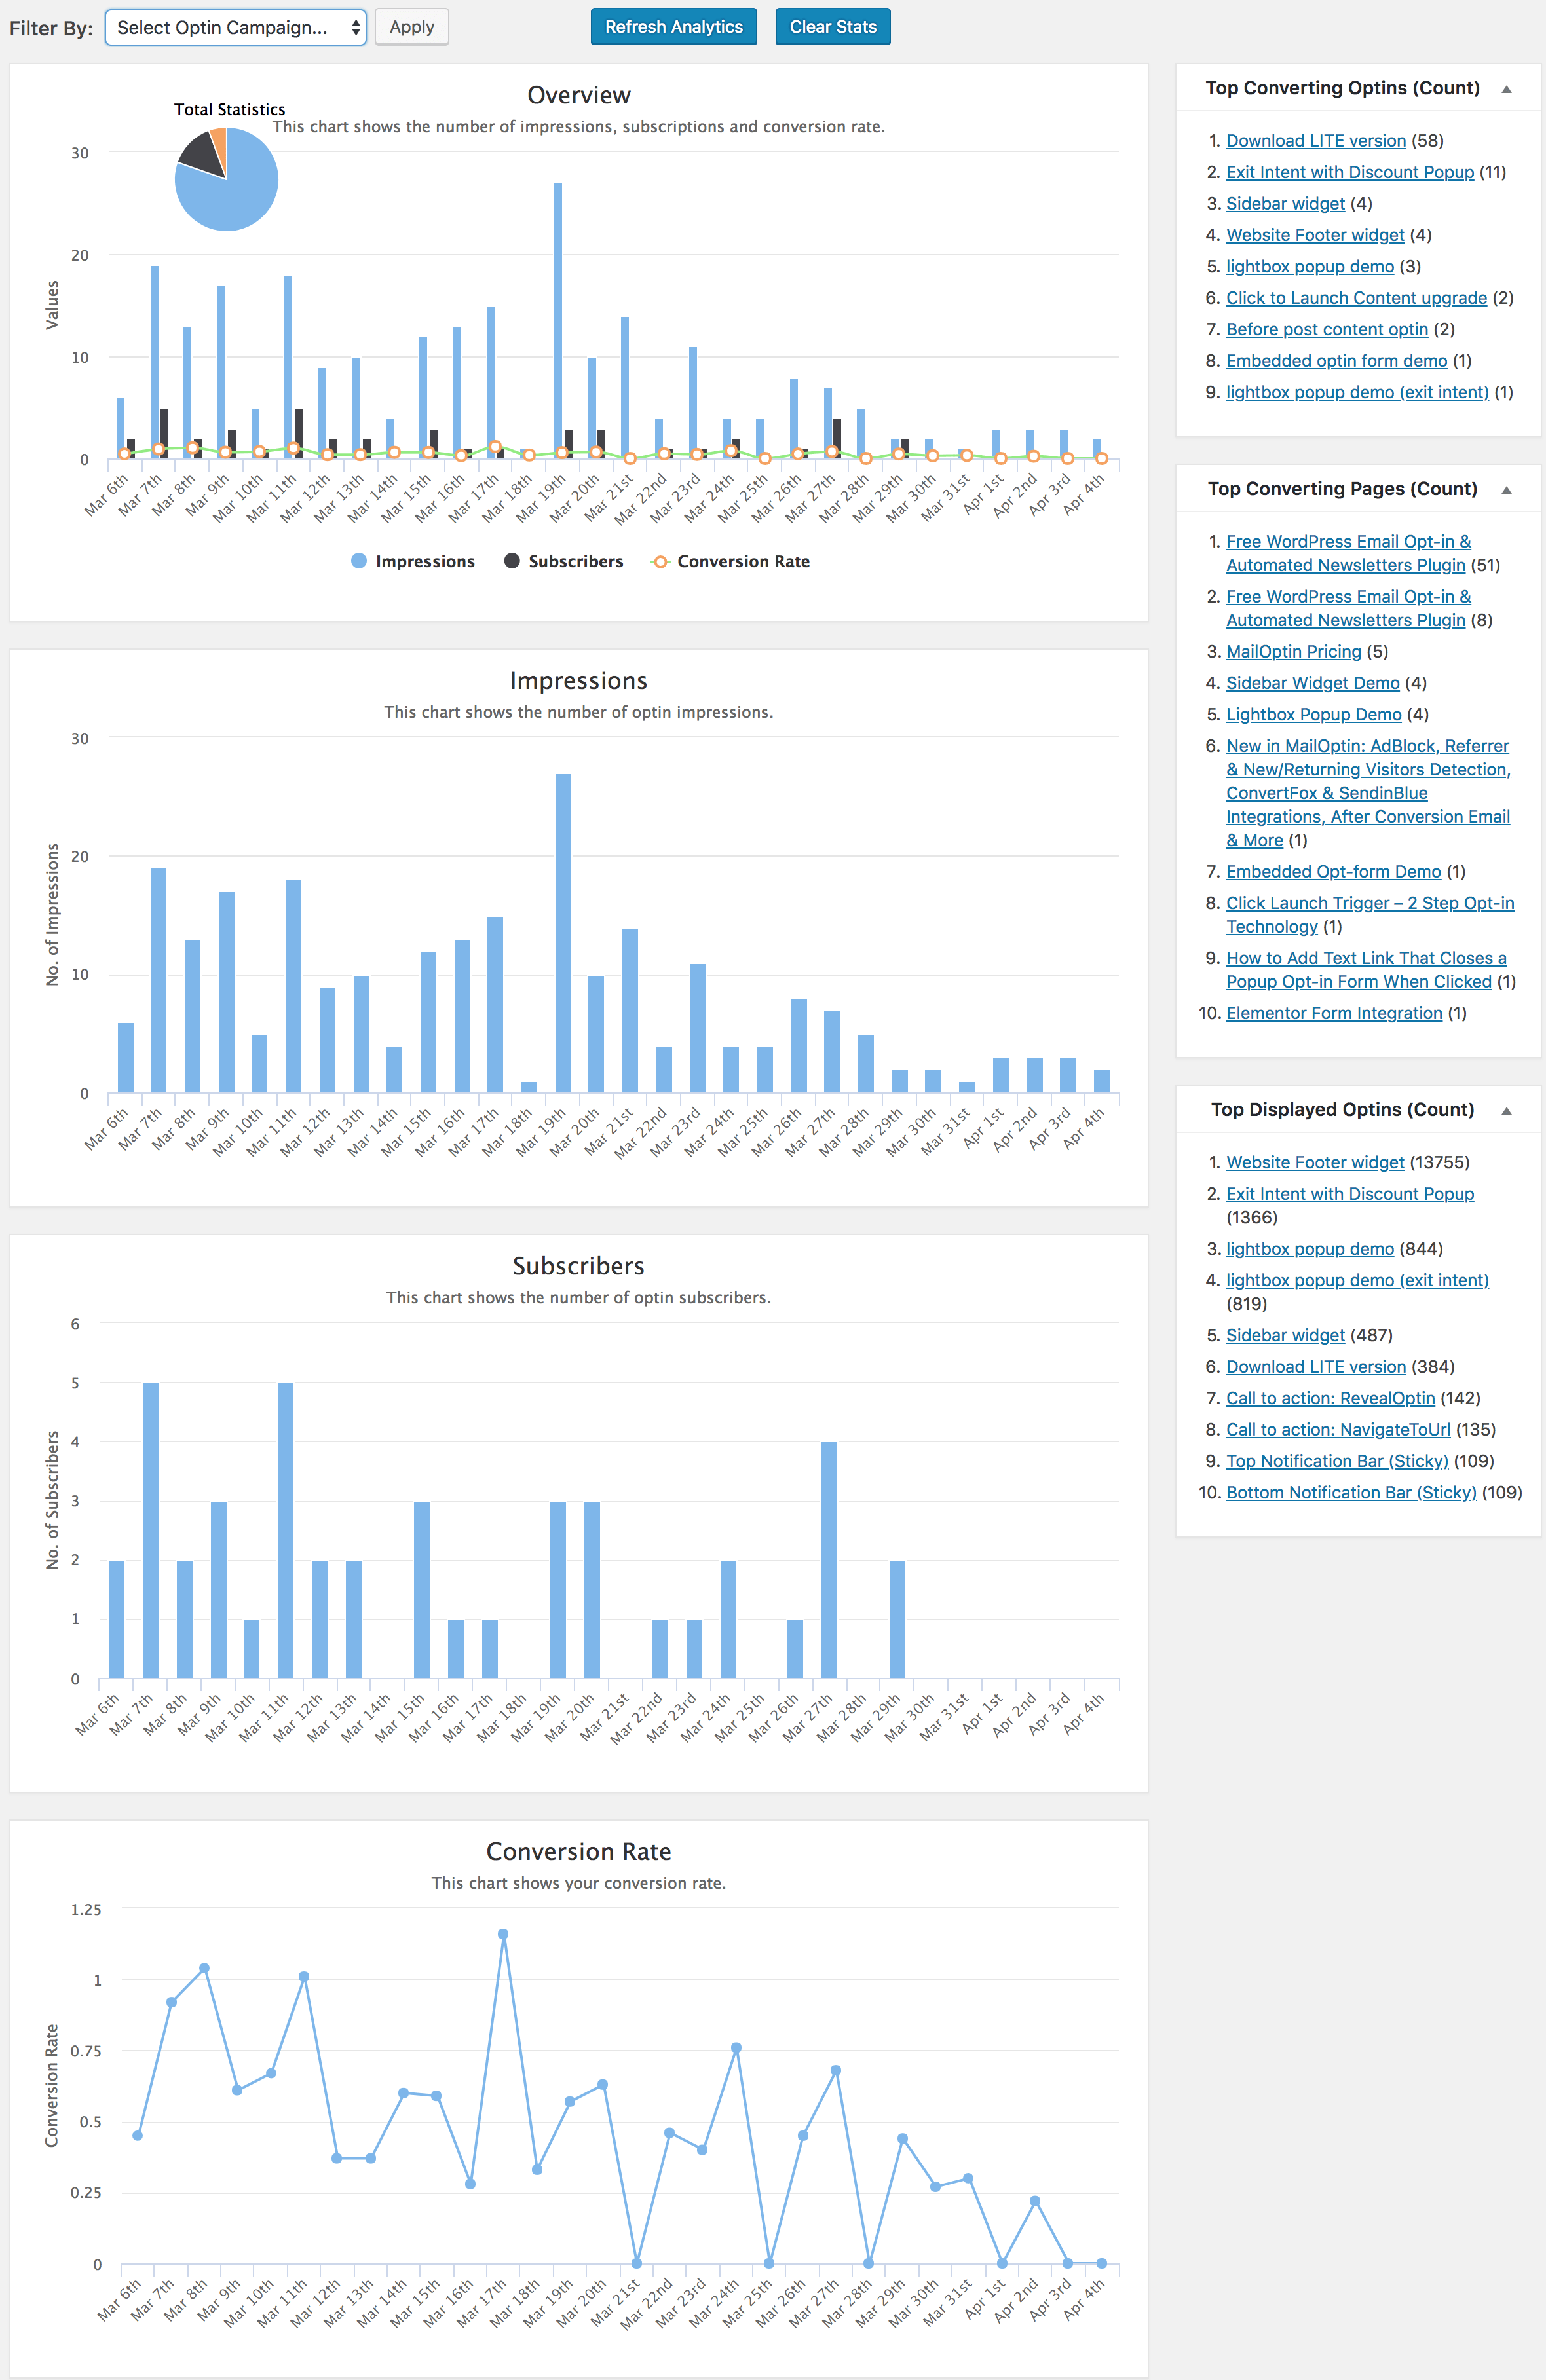 Filter By: Select Optin Campaign... Apply Refresh Analytics Clear Stats
Overview
Total Statistics
This chart shows the number of impressions, subscriptions and conversion rate.
30
20
10
0
Values
Mar 6th Mar 7th Mar 8th Mar 9th Mar 10th Mar 11th Mar 12th Mar 13th Mar 14th Mar 15th Mar 16th Mar 17th Mar 18th Mar 19th Mar 20th Mar 21st Mar 22nd Mar 23rd Mar 24th Mar 25th Mar 26th Mar 27th Mar 28th Mar 29th Mar 30th Mar 31st Apr 1st Apr 2nd Apr 3rd Apr 4th
Impressions Subscribers Conversion Rate
Impressions
This chart shows the number of optin impressions.
30
20
10
0
No. of Impressions
Mar 6th Mar 7th Mar 8th Mar 9th Mar 10th Mar 11th Mar 12th Mar 13th Mar 14th Mar 15th Mar 16th Mar 17th Mar 18th Mar 19th Mar 20th Mar 21st Mar 22nd Mar 23rd Mar 24th Mar 25th Mar 26th Mar 27th Mar 28th Mar 29th Mar 30th Mar 31st Apr 1st Apr 2nd Apr 3rd Apr 4th
Subscribers
This chart shows the number of optin subscribers.
6
5
4
3
2
1
0
No. of Subscribers
Mar 6th Mar 7th Mar 8th Mar 9th Mar 10th Mar 11th Mar 12th Mar 13th Mar 14th Mar 15th Mar 16th Mar 17th Mar 18th Mar 19th Mar 20th Mar 21st Mar 22nd Mar 23rd Mar 24th Mar 25th Mar 26th Mar 27th Mar 28th Mar 29th Mar 30th Mar 31st Apr 1st Apr 2nd Apr 3rd Apr 4th
Conversion Rate
This chart shows your conversion rate.
1.25
1
0.75
0.5
0.25
0
Conversion Rate
Mar 6th Mar 7th Mar 8th Mar 9th Mar 10th Mar 11th Mar 12th Mar 13th Mar 14th Mar 15th Mar 16th Mar 17th Mar 18th Mar 19th Mar 20th Mar 21st Mar 22nd Mar 23rd Mar 24th Mar 25th Mar 26th Mar 27th Mar 28th Mar 29th Mar 30th Mar 31st Apr 1st Apr 2nd Apr 3rd Apr 4th
Top Converting Optins (Count)
1. Download LITE version (58)
2. Exit Intent with Discount Popup (11)
3. Sidebar widget (4)
4. Website Footer widget (4)
5. lightbox popup demo (3)
6. Click to Launch Content upgrade (2)
7. Before post content optin (2)
8. Embedded optin form demo (1)
9. lightbox popup demo (exit intent) (1)
Top Converting Pages (Count)
1. Free WordPress Email Opt-in &
Automated Newsletters Plugin (51)
2. Free WordPress Email Opt-in &
Automated Newsletters Plugin (8)
3. MailOptin Pricing (5)
4. Sidebar Widget Demo (4)
5. Lightbox Popup Demo (4)
6. New in MailOptin: AdBlock, Referrer
& New/Returning Visitors Detection,
ConvertFox & SendinBlue
Integrations, After Conversion Email
& More (1)
7. Embedded Opt-form Demo (1)
8. Click Launch Trigger – 2 Step Opt-in
Technology (1)
9. How to Add Text Link That Closes a
Popup Opt-in Form When Clicked (1)
10. Elementor Form Integration (1)
Top Displayed Optins (Count)
1. Website Footer widget (13755)
2. Exit Intent with Discount Popup
(1366)
3. lightbox popup demo (844)
4. lightbox popup demo (exit intent)
(819)
5. Sidebar widget (487)
6. Download LITE version (384)
7. Call to action: RevealOptin (142)
8. Call to action: NavigateToUrl (135)
9. Top Notification Bar (Sticky) (109)
10. Bottom Notification Bar (Sticky) (109)